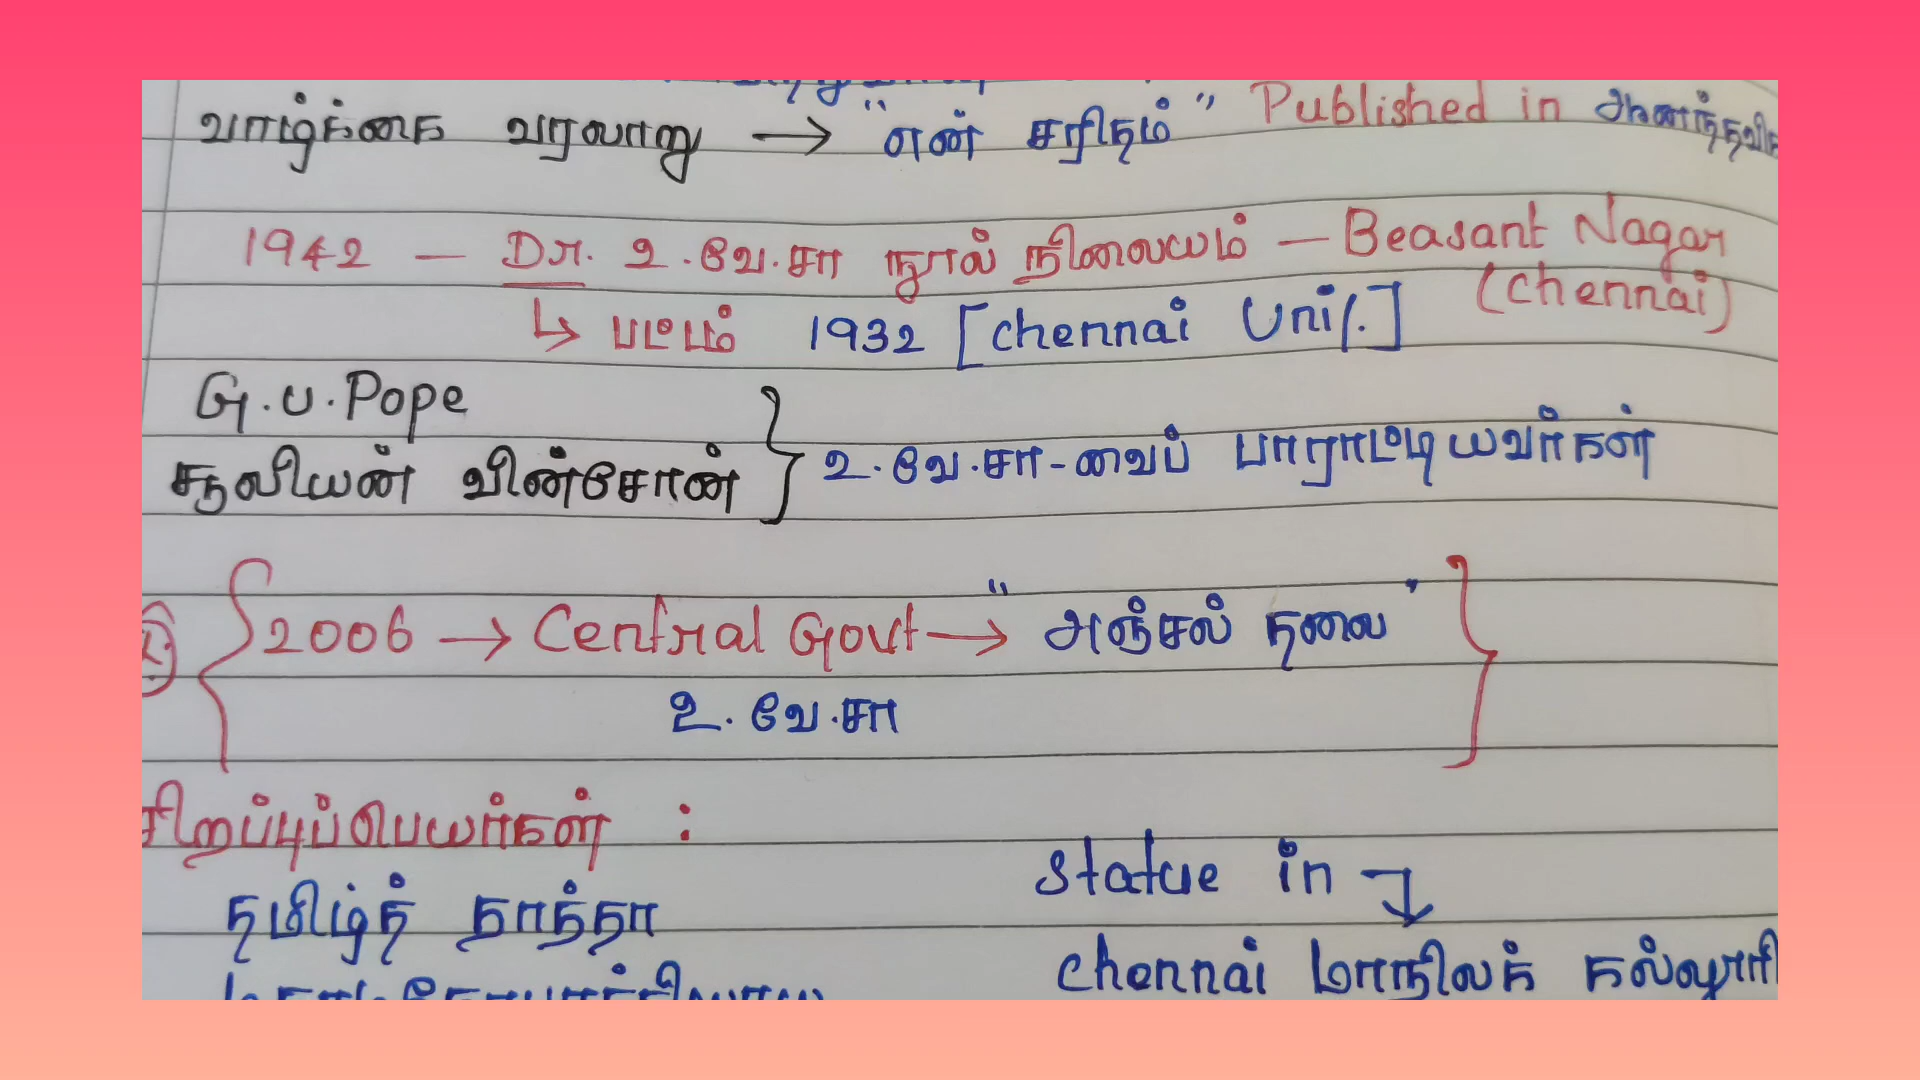 வாழ்க்கை வரலாறு → "என் சரிதம்" Published in
1942 – Dr. உ.வே.சா நூல் நிலையம் – Beasant Nagar
(Chennai)
↳ பட்டம் 1932 [Chennai Uni/.]
G.U.Pope
சூலியன் வின்சோன் } உ.வே.சா-வைப் பாராட்டியவர்கள்
{ 2006 → Central Govt → "அஞ்சல் தலை" }
உ.வே.சா
சிறப்புப்பெயர்கள் :
தமிழ்த் தாத்தா
Statue in ↴
Chennai மாநிலக் கல்லூரி